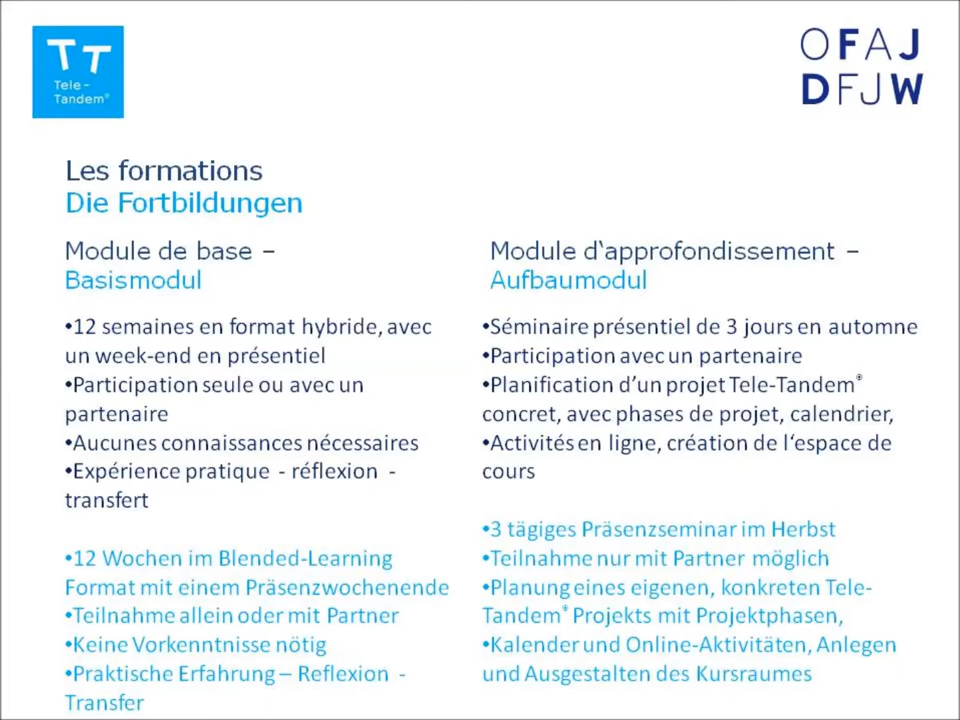 TT
Tele-
Tandem®
OFAJ
DFJW
Les formations
Die Fortbildungen
Module de base –
Basismodul
•12 semaines en format hybride, avec
un week-end en présentiel
•Participation seule ou avec un
partenaire
•Aucunes connaissances nécessaires
•Expérience pratique - réflexion -
transfert
•12 Wochen im Blended-Learning
Format mit einem Präsenzwochenende
•Teilnahme allein oder mit Partner
•Keine Vorkenntnisse nötig
•Praktische Erfahrung – Reflexion -
Transfer
Module d‘approfondissement –
Aufbaumodul
•Séminaire présentiel de 3 jours en automne
•Participation avec un partenaire
•Planification d’un projet Tele-Tandem®
concret, avec phases de projet, calendrier,
•Activités en ligne, création de l‘espace de
cours
•3 tägiges Präsenzseminar im Herbst
•Teilnahme nur mit Partner möglich
•Planung eines eigenen, konkreten Tele-
Tandem® Projekts mit Projektphasen,
•Kalender und Online-Aktivitäten, Anlegen
und Ausgestalten des Kursraumes